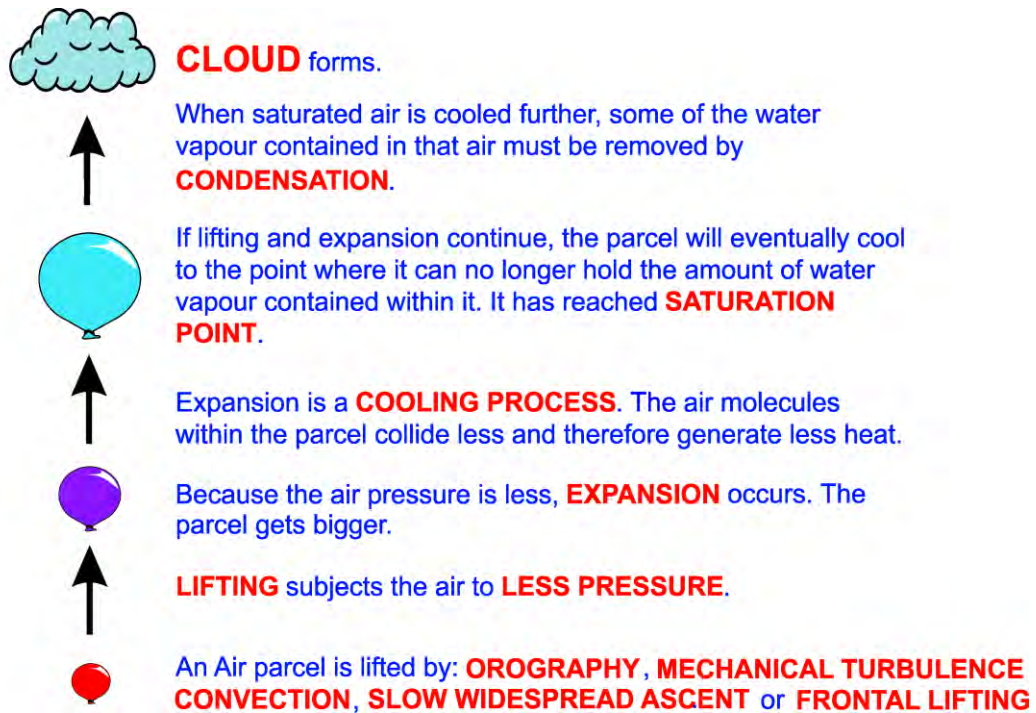 CLOUD forms.
When saturated air is cooled further, some of the water
vapour contained in that air must be removed by
CONDENSATION.
If lifting and expansion continue, the parcel will eventually cool
to the point where it can no longer hold the amount of water
vapour contained within it. It has reached SATURATION
POINT.
Expansion is a COOLING PROCESS. The air molecules
within the parcel collide less and therefore generate less heat.
Because the air pressure is less, EXPANSION occurs. The
parcel gets bigger.
LIFTING subjects the air to LESS PRESSURE.
An Air parcel is lifted by: OROGRAPHY, MECHANICAL TURBULENCE
CONVECTION, SLOW WIDESPREAD ASCENT or FRONTAL LIFTING